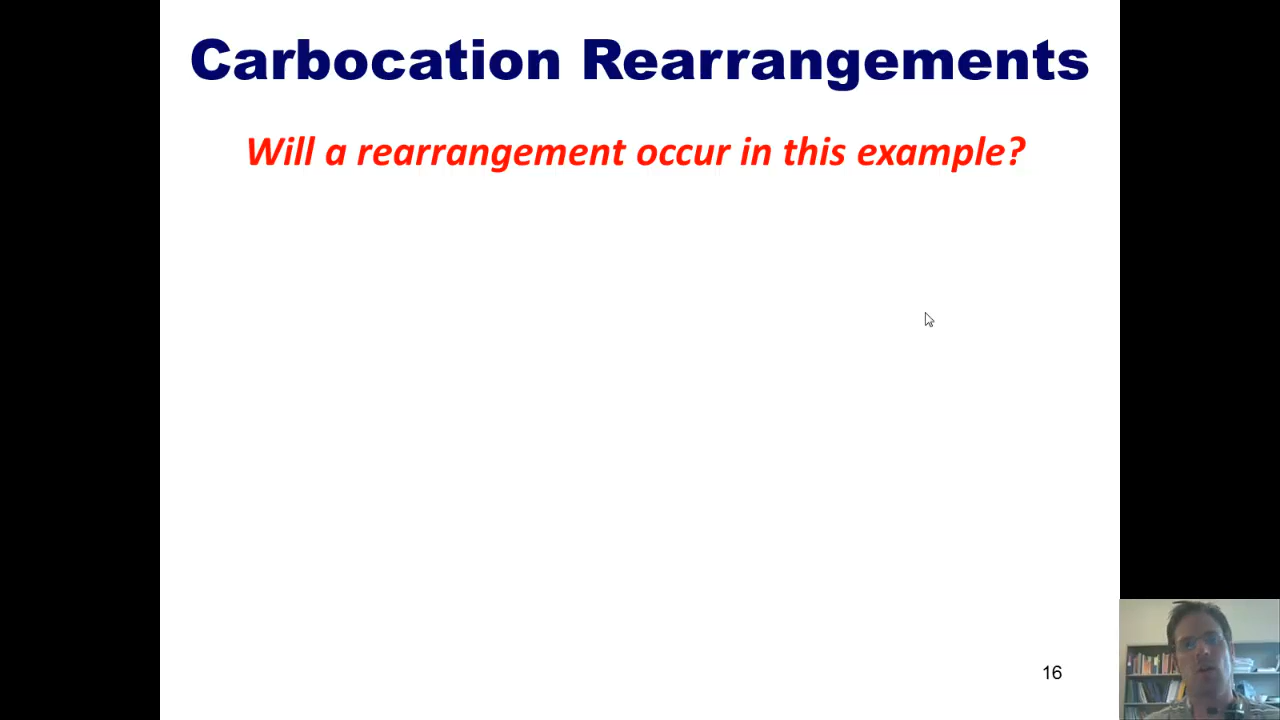 Carbocation Rearrangements
Will a rearrangement occur in this example?
16